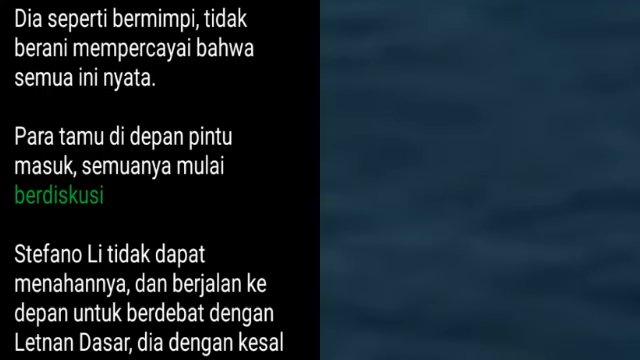 Dia seperti bermimpi, tidak
berani mempercayai bahwa
semua ini nyata.
Para tamu di depan pintu
masuk, semuanya mulai
berdiskusi
Stefano Li tidak dapat
menahannya, dan berjalan ke
depan untuk berdebat dengan
Letnan Dasar, dia dengan kesal